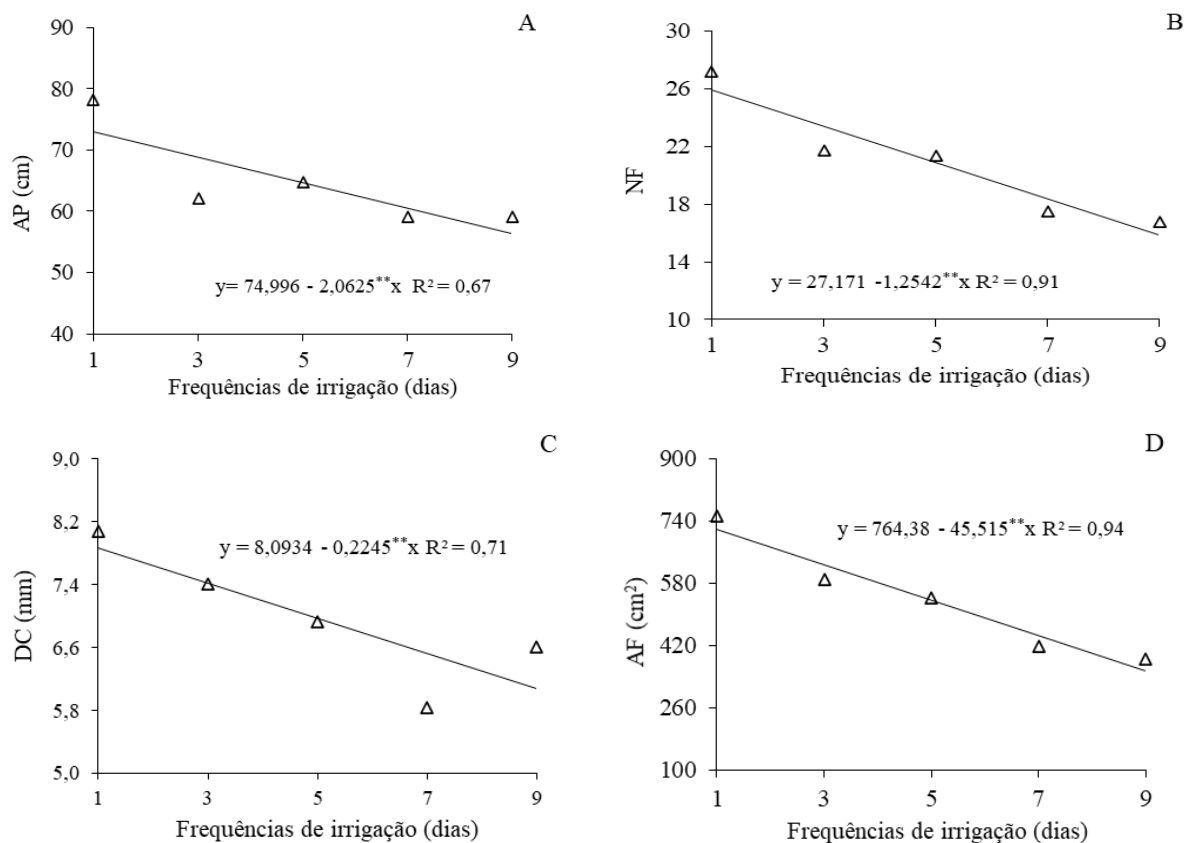 A
AP (cm)
90
80
70
60
50
40
y= 74,996 - 2,0625**x R² = 0,67
1 3 5 7 9
Frequências de irrigação (dias)
B
NF
30
26
22
18
14
10
y = 27,171 -1,2542**x R² = 0,91
1 3 5 7 9
Frequências de irrigação (dias)
C
DC (mm)
9,0
8,2
7,4
6,6
5,8
5,0
y = 8,0934 - 0,2245**x R² = 0,71
1 3 5 7 9
Frequências de irrigação (dias)
D
AF (cm²)
900
740
580
420
260
100
y = 764,38 - 45,515**x R² = 0,94
1 3 5 7 9
Frequências de irrigação (dias)